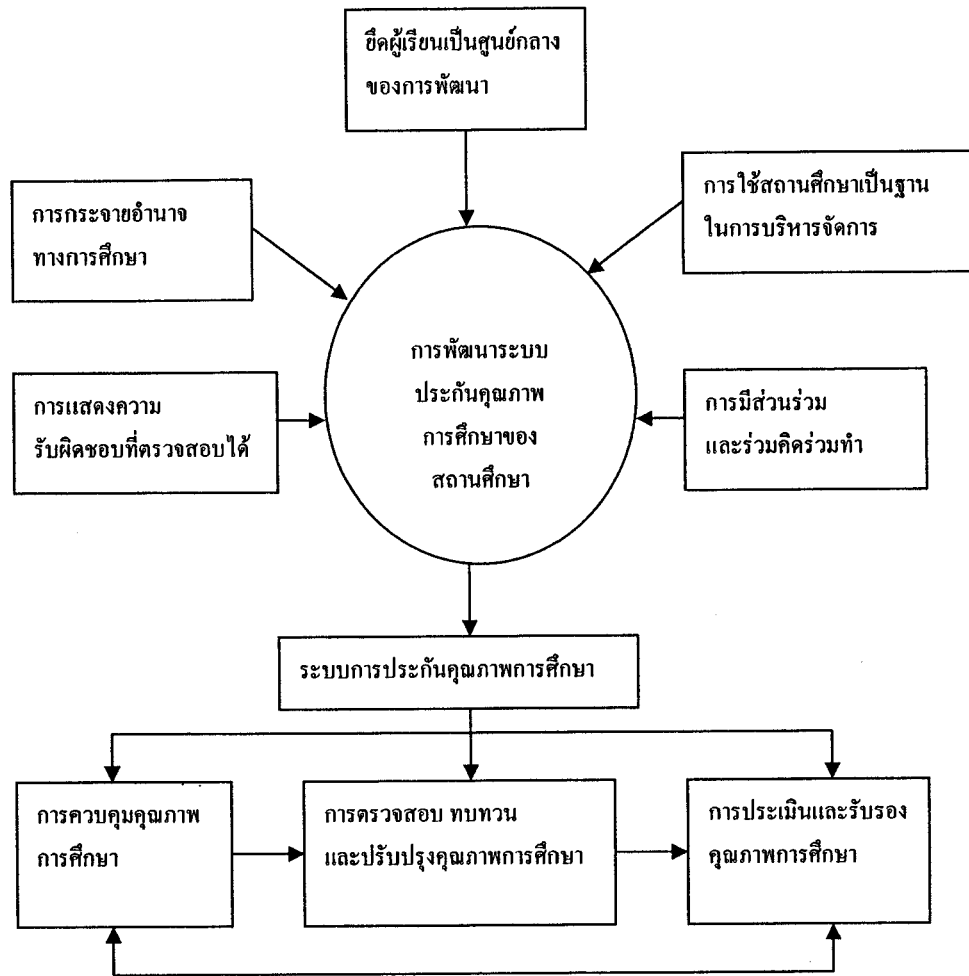 ยึดผู้เรียนเป็นศูนย์กลาง
ของการพัฒนา
การกระจายอำนาจ
ทางการศึกษา
การใช้สถานศึกษาเป็นฐาน
ในการบริหารจัดการ
การพัฒนาระบบ
ประกันคุณภาพ
การศึกษาของ
สถานศึกษา
การแสดงความ
รับผิดชอบที่ตรวจสอบได้
การมีส่วนร่วม
และร่วมคิดร่วมทำ
ระบบการประกันคุณภาพการศึกษา
การควบคุมคุณภาพ
การศึกษา
การตรวจสอบ ทบทวน
และปรับปรุงคุณภาพการศึกษา
การประเมินและรับรอง
คุณภาพการศึกษา